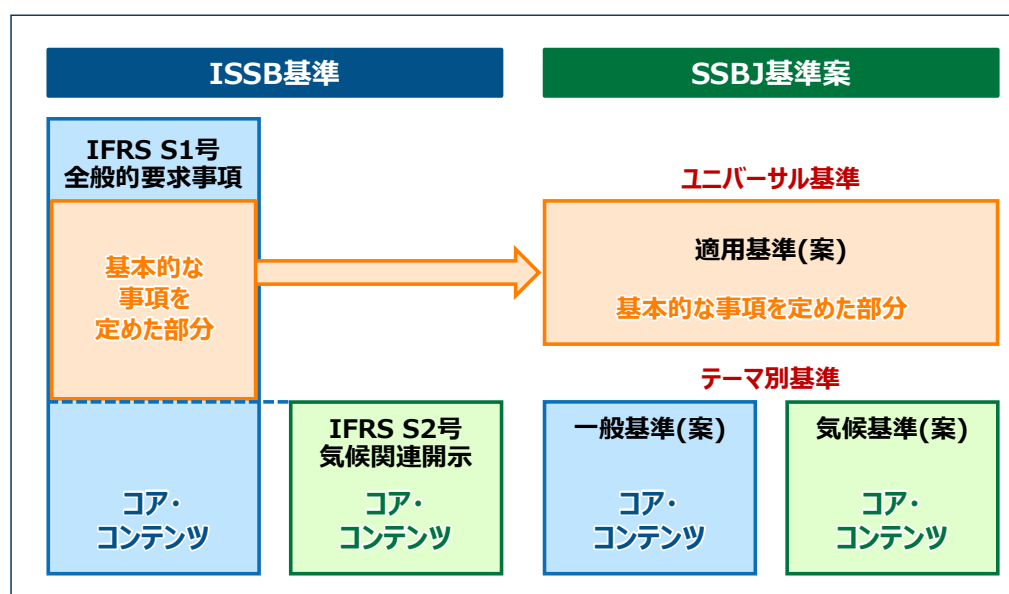 ISSB基準
SSBJ基準案
IFRS S1号
全般的要求事項
基本的な
事項を
定めた部分
コア・
コンテンツ
IFRS S2号
気候関連開示
コア・
コンテンツ
ユニバーサル基準
適用基準(案)
基本的な事項を定めた部分
テーマ別基準
一般基準(案)
コア・
コンテンツ
気候基準(案)
コア・
コンテンツ